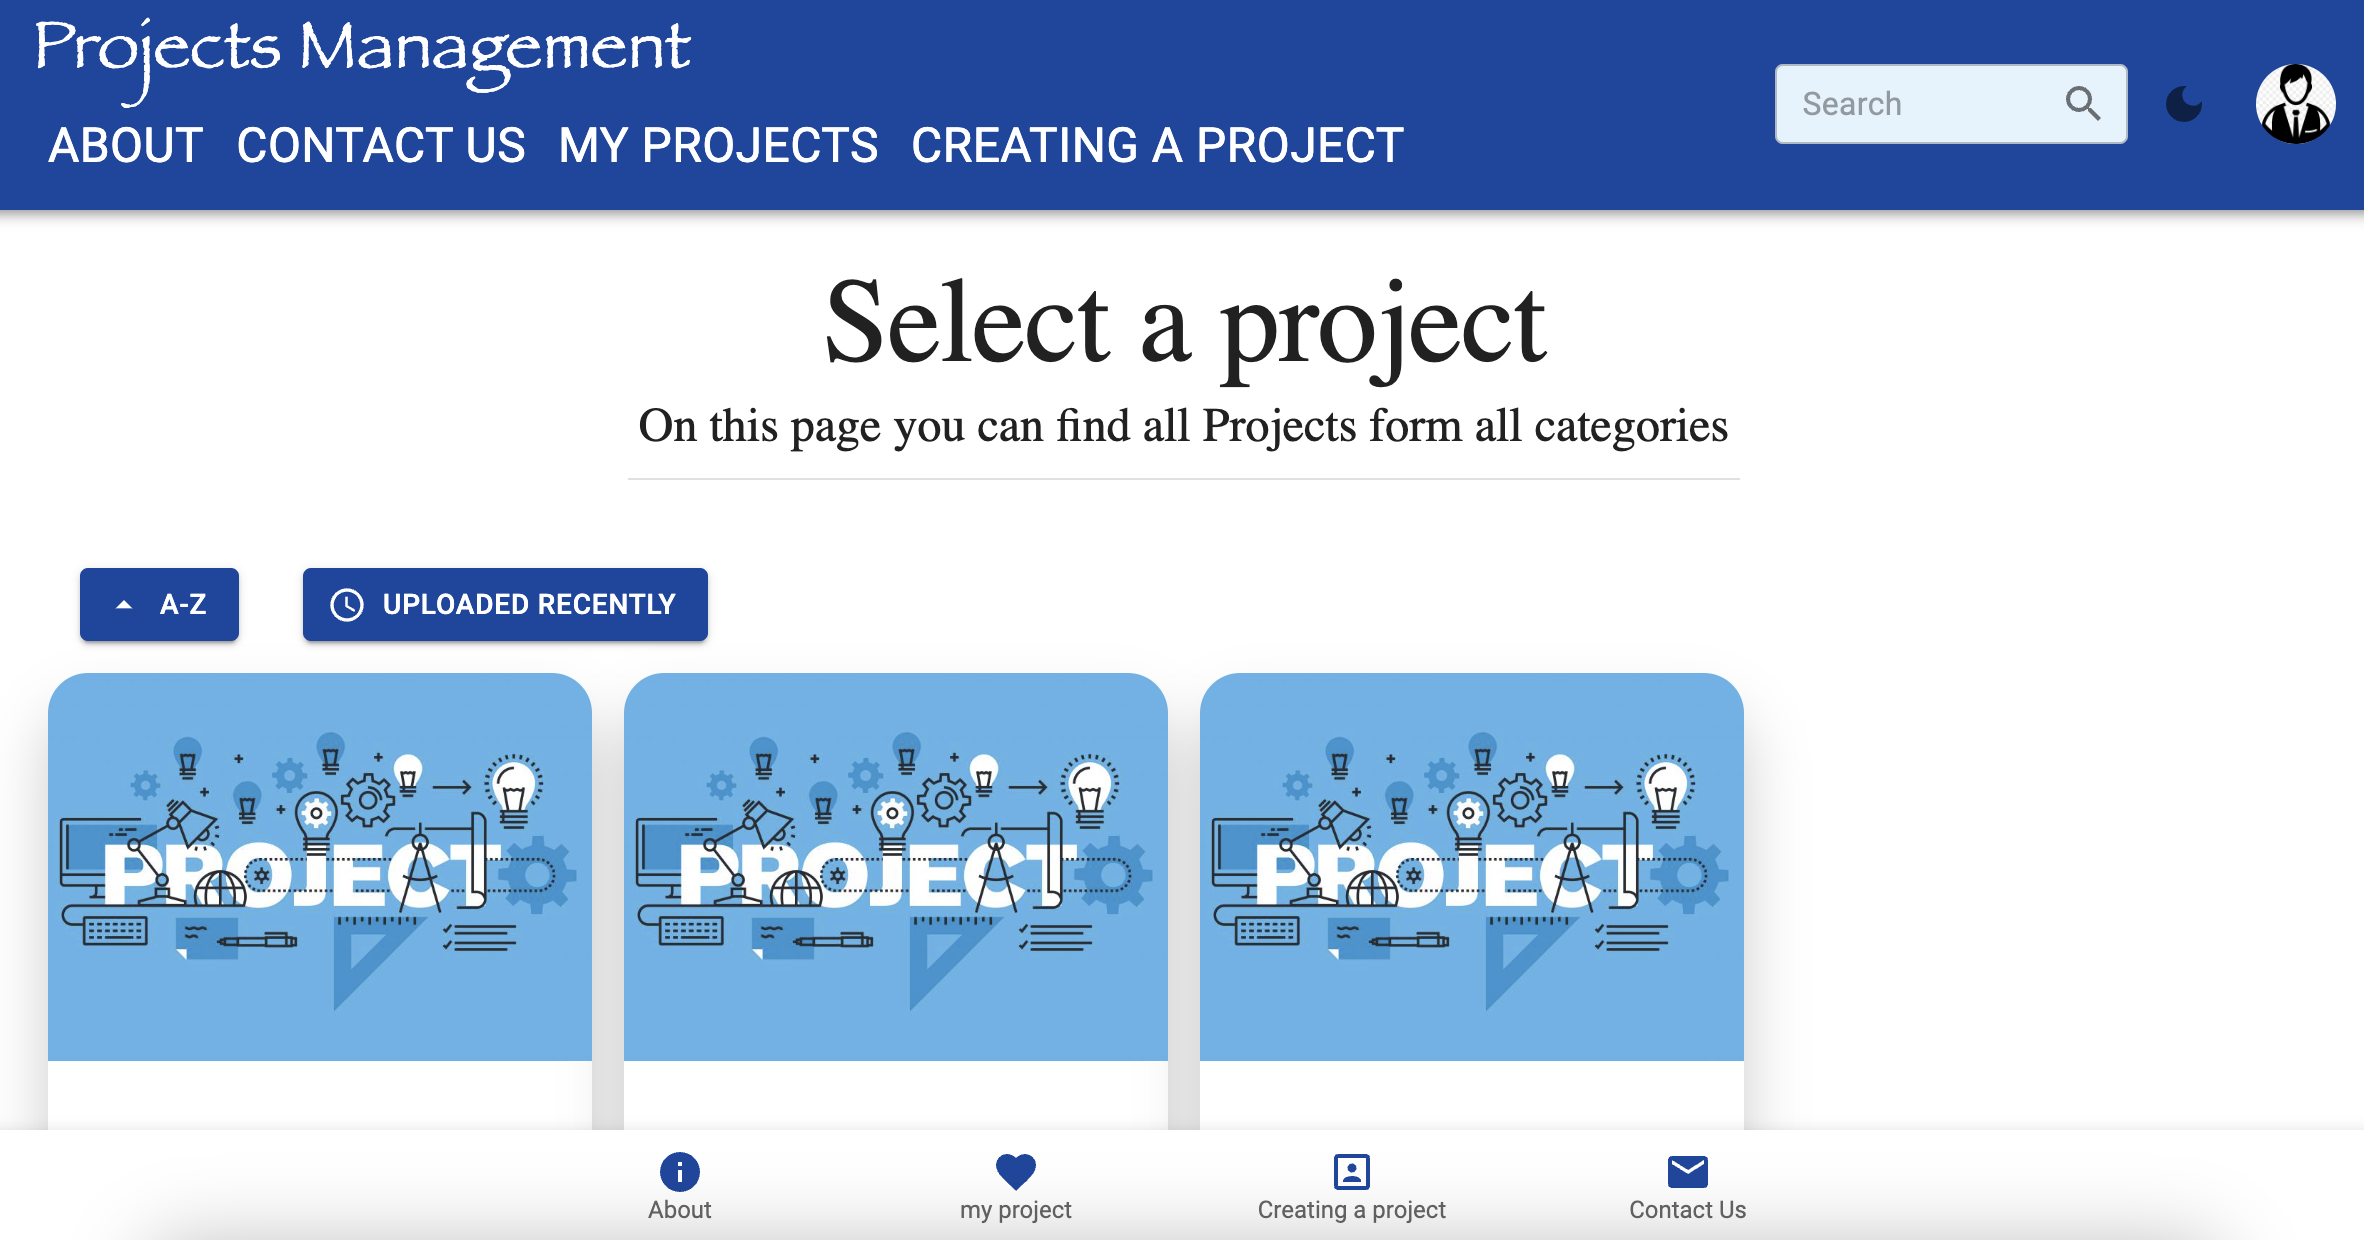 Projects Management
ABOUT CONTACT US MY PROJECTS CREATING A PROJECT
Search
Select a project
On this page you can find all Projects form all categories
A-Z
UPLOADED RECENTLY
PROJECT
PROJECT
PROJECT
About
my project
Creating a project
Contact Us